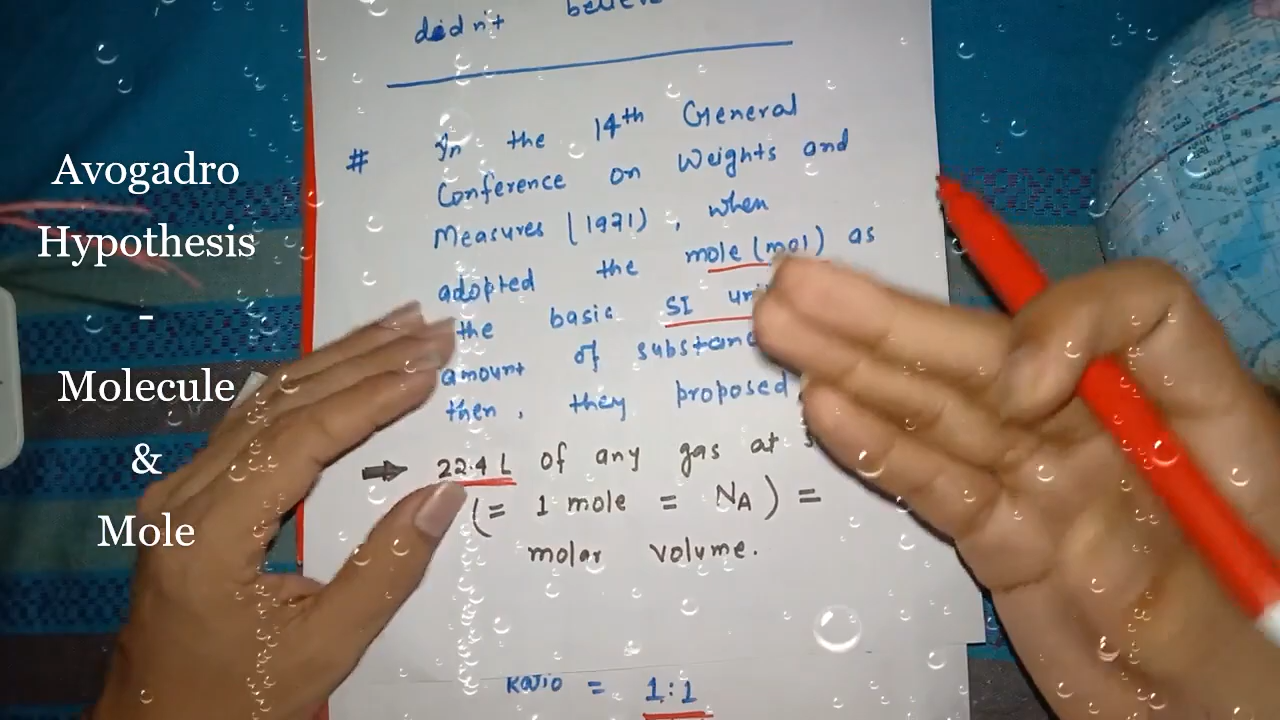 Avogadro
Hypothesis
-
Molecule
&
Mole
didn't
# In the 14th General
Conference on Weights and
Measures (1971), when
adopted the mole (mol) as
the basic SI
amount of
then, they proposed
➡ 22.4 L of any gas at
(= 1 mole = NA) =
molar volume.
Ratio = 1:1